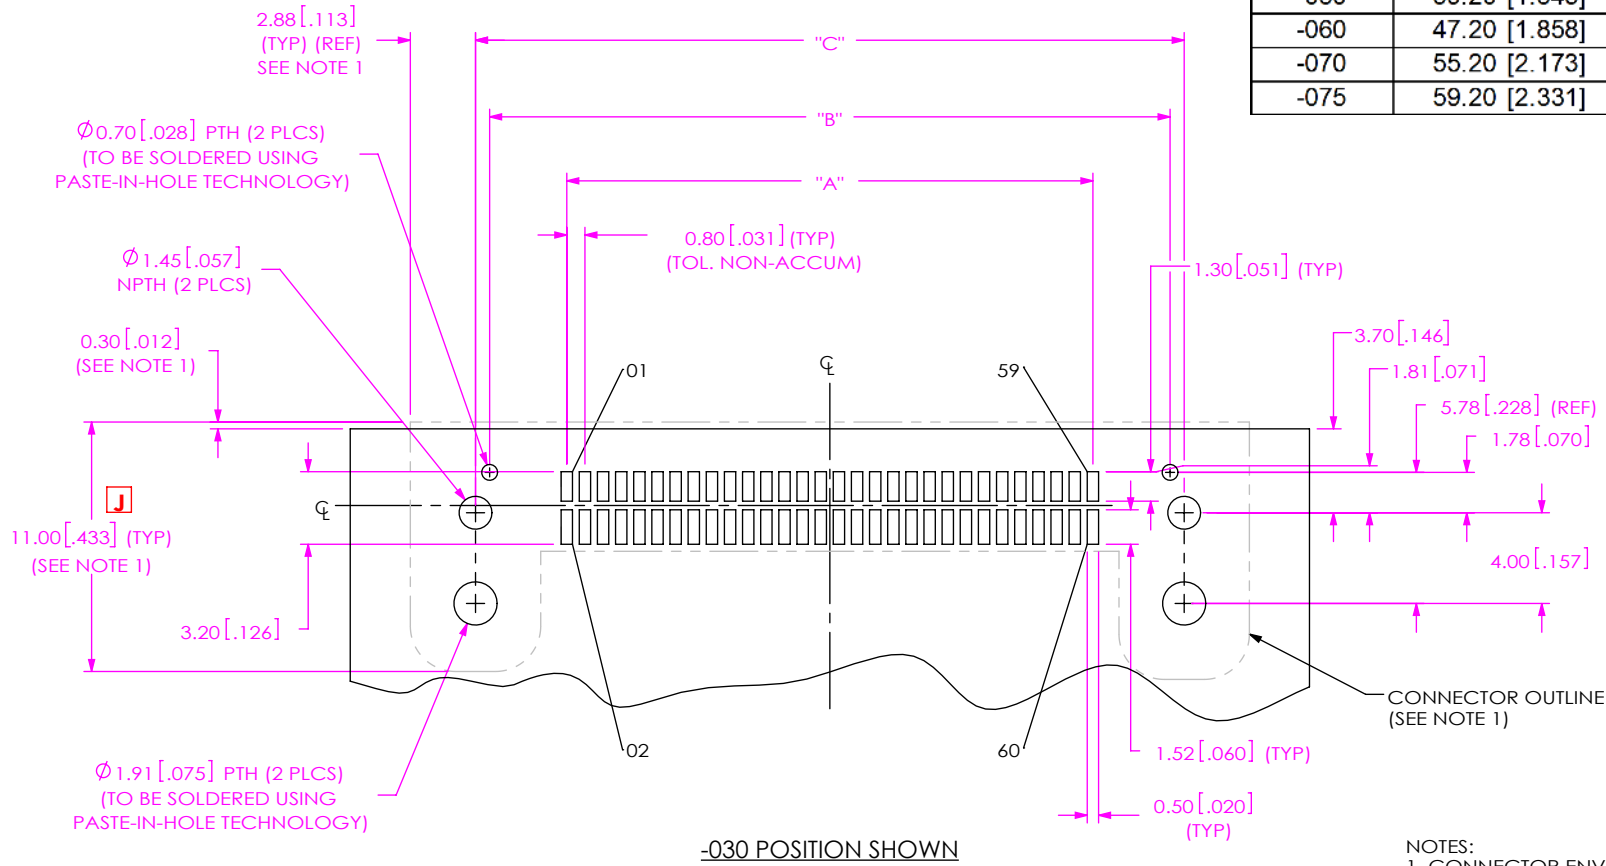 2.88 [.113]
(TYP) (REF)
SEE NOTE 1
"C"
-060 47.20 [1.858]
-070 55.20 [2.173]
-075 59.20 [2.331]
"B"
Ø0.70 [.028] PTH (2 PLCS)
(TO BE SOLDERED USING
PASTE-IN-HOLE TECHNOLOGY)
"A"
0.80 [.031] (TYP)
(TOL. NON-ACCUM)
Ø1.45 [.057]
NPTH (2 PLCS)
1.30 [.051] (TYP)
0.30 [.012]
(SEE NOTE 1)
3.70 [.146]
1.81 [.071]
5.78 [.228] (REF)
1.78 [.070]
01
℄
59
J
℄
11.00 [.433] (TYP)
(SEE NOTE 1)
4.00 [.157]
3.20 [.126]
CONNECTOR OUTLINE
(SEE NOTE 1)
02
60
1.52 [.060] (TYP)
Ø1.91 [.075] PTH (2 PLCS)
(TO BE SOLDERED USING
PASTE-IN-HOLE TECHNOLOGY)
0.50 [.020]
(TYP)
-030 POSITION SHOWN
NOTES: